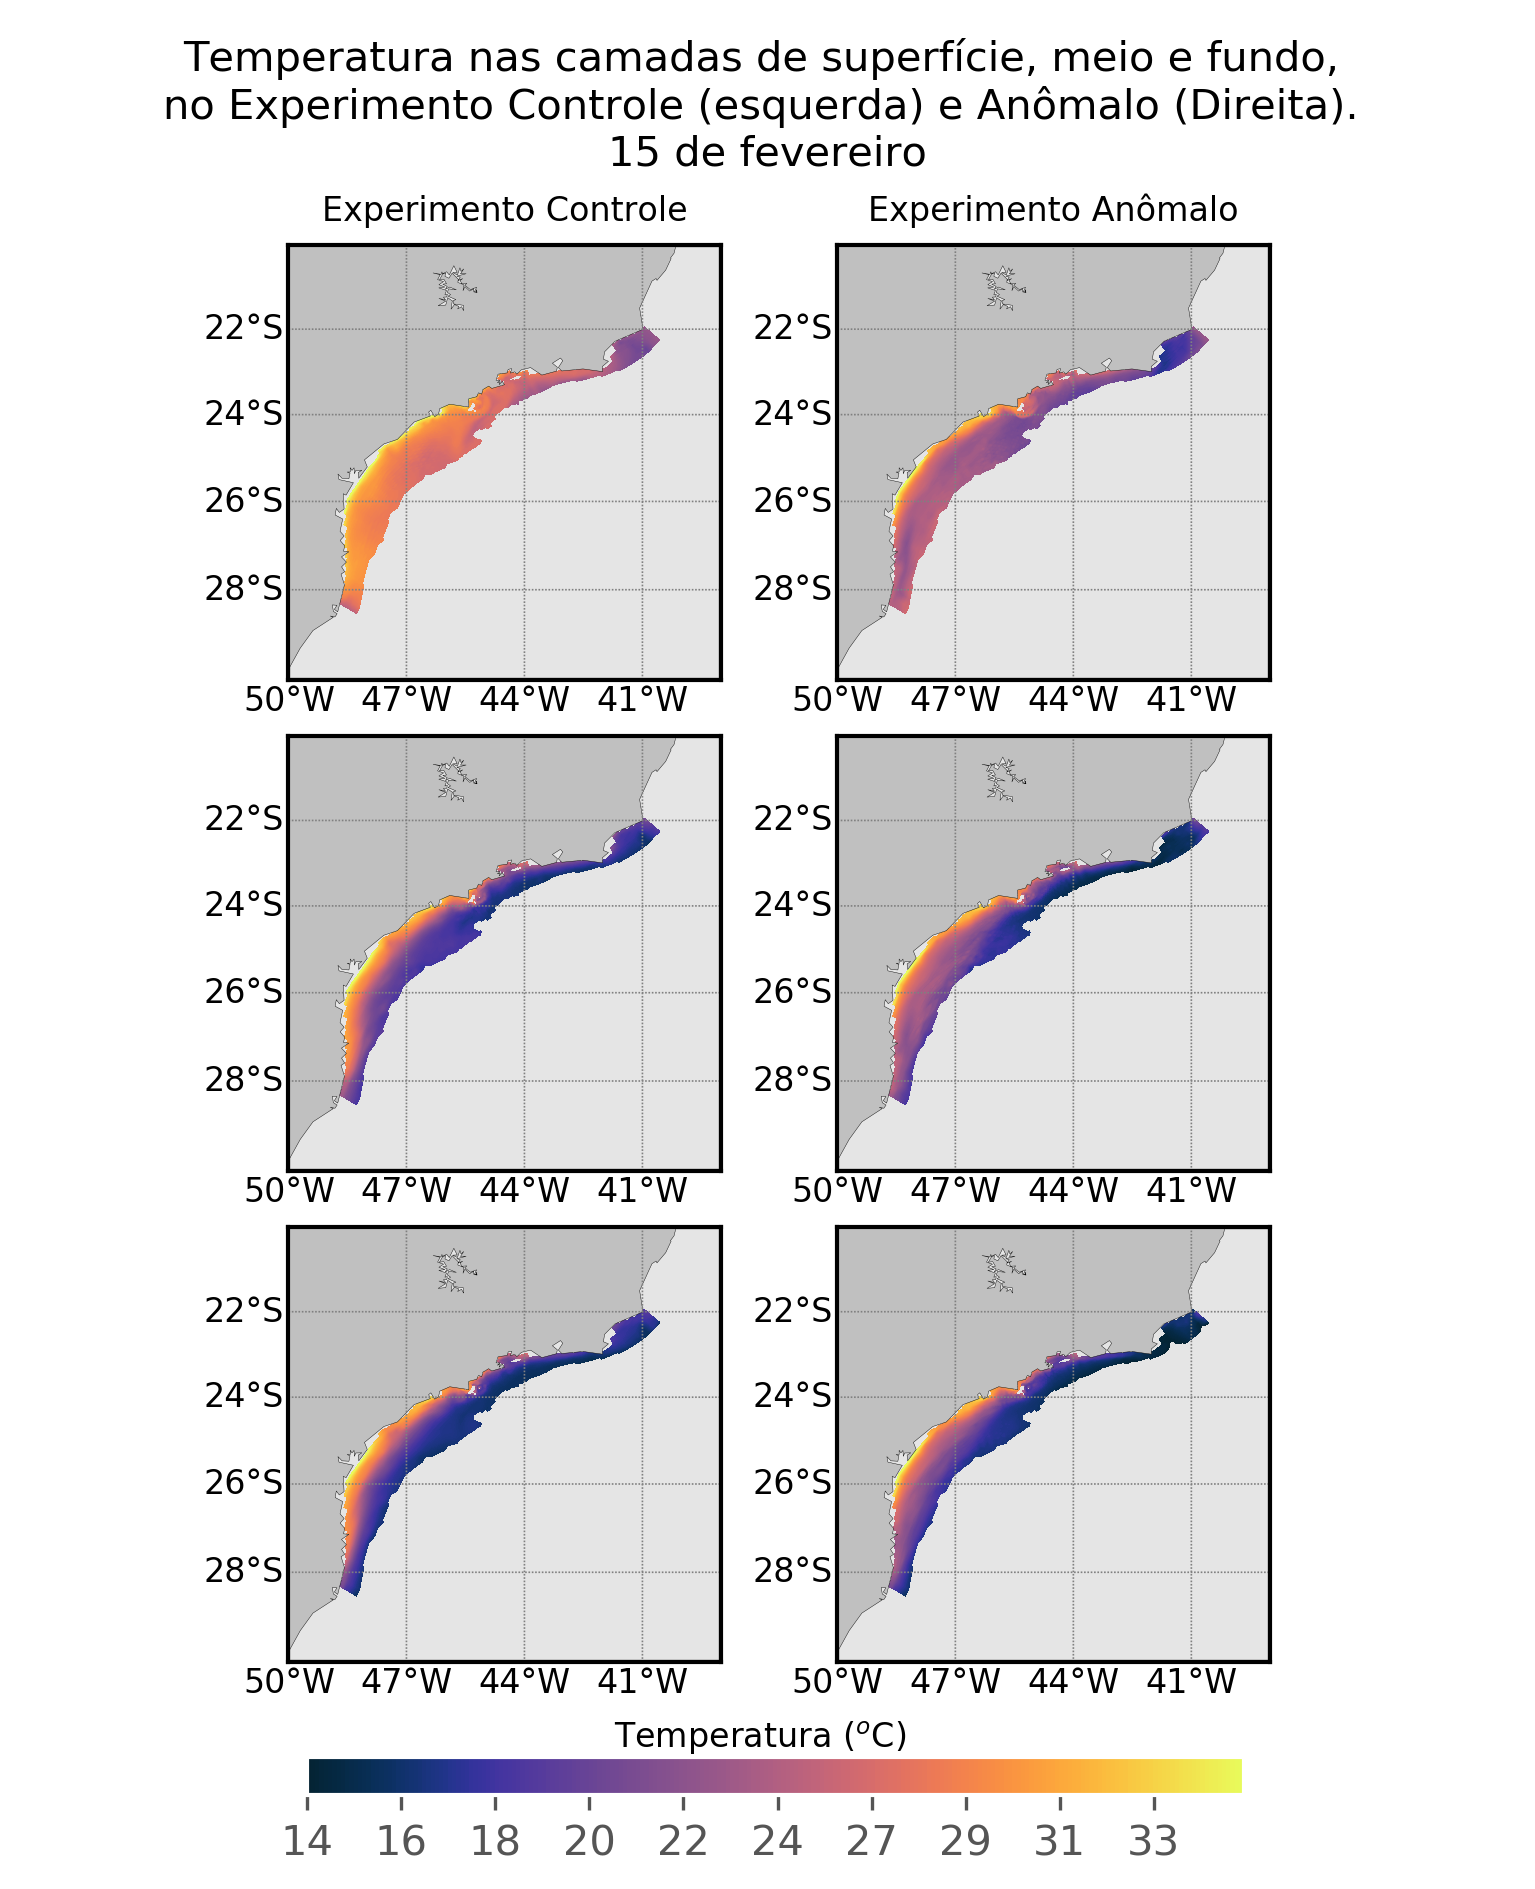 Temperatura nas camadas de superfície, meio e fundo,
no Experimento Controle (esquerda) e Anômalo (Direita).
15 de fevereiro
Experimento Controle
Experimento Anômalo
22°S
24°S
26°S
28°S
50°W 47°W 44°W 41°W
22°S
24°S
26°S
28°S
50°W 47°W 44°W 41°W
22°S
24°S
26°S
28°S
50°W 47°W 44°W 41°W
22°S
24°S
26°S
28°S
50°W 47°W 44°W 41°W
22°S
24°S
26°S
28°S
50°W 47°W 44°W 41°W
22°S
24°S
26°S
28°S
50°W 47°W 44°W 41°W
Temperatura (°C)
14 16 18 20 22 24 27 29 31 33